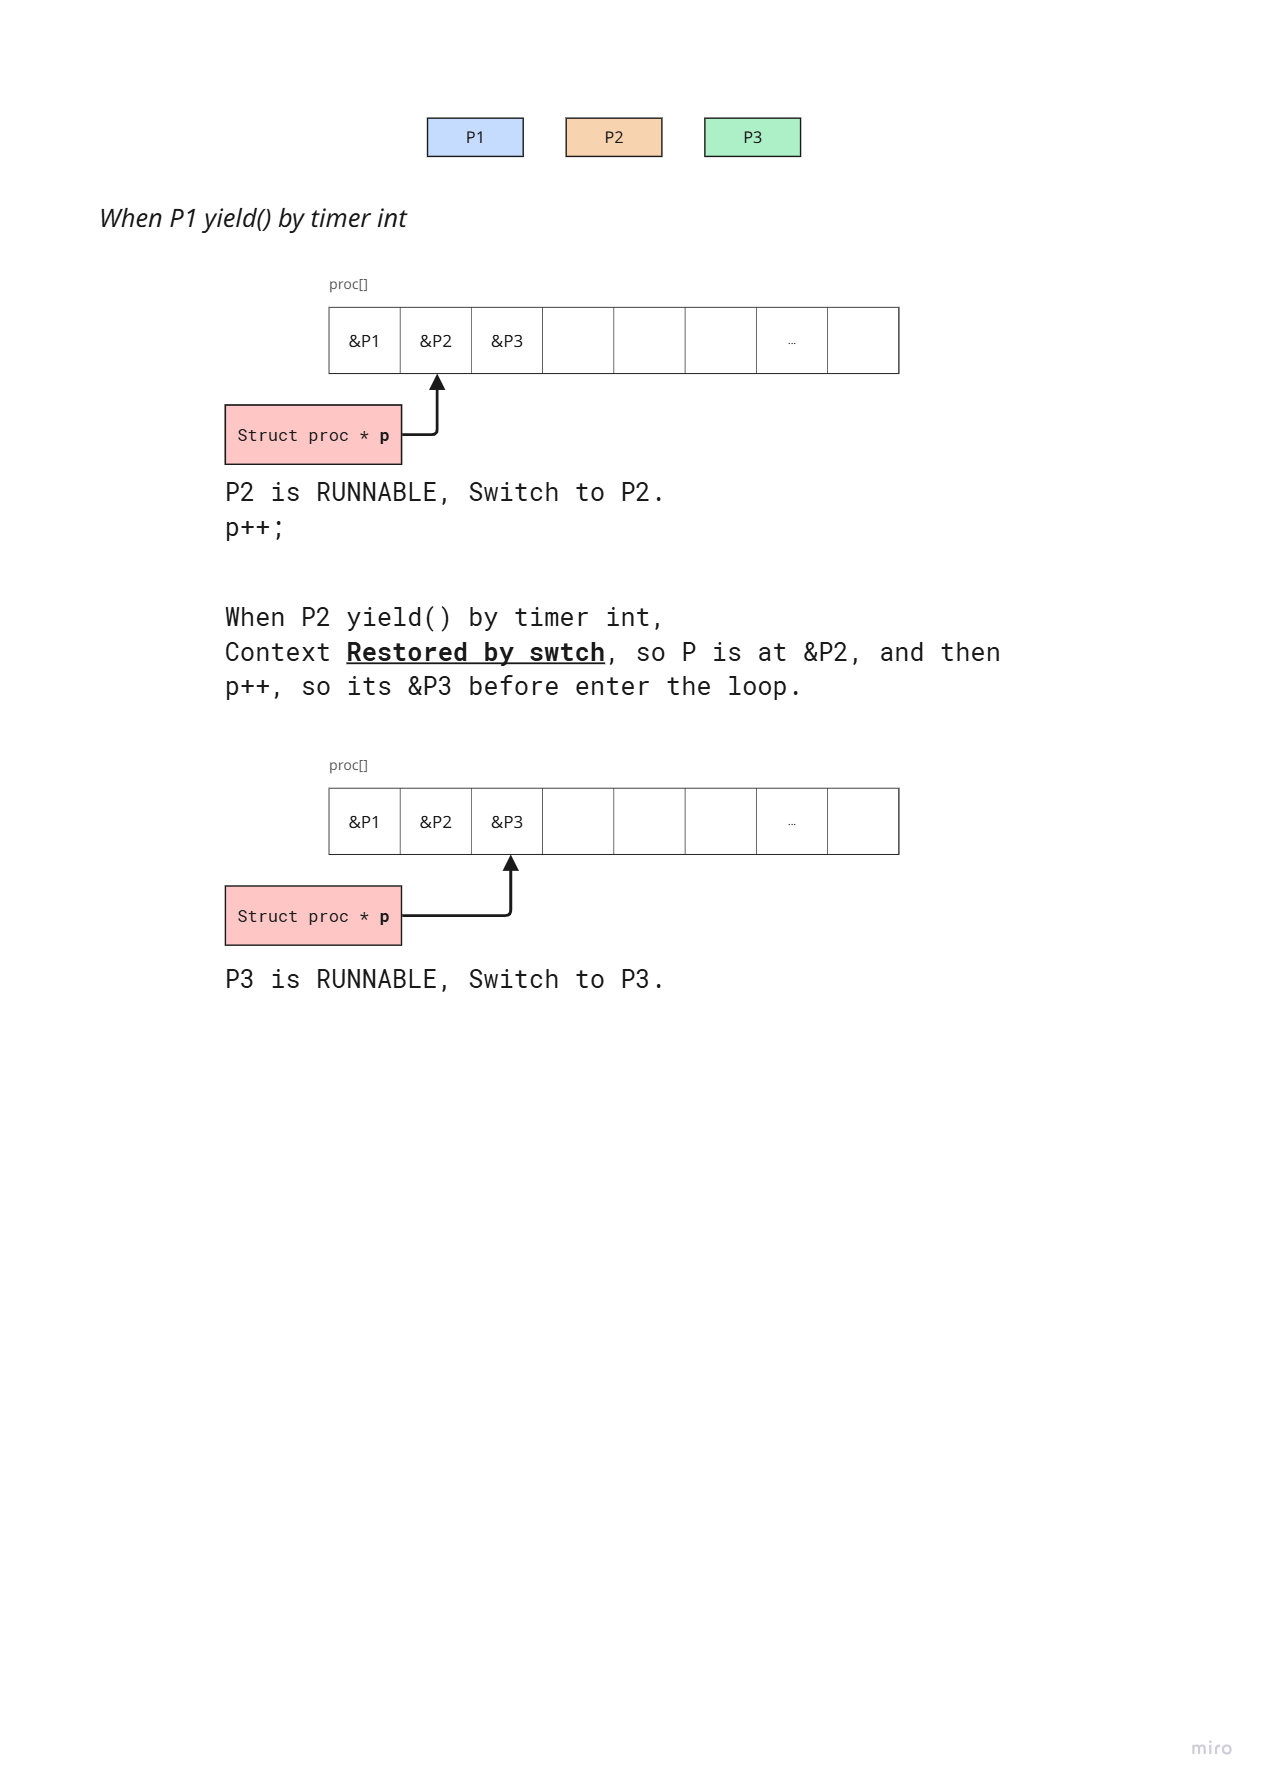 P1 P2 P3
When P1 yield() by timer int
proc[]
&P1 &P2 &P3 ...
Struct proc * p
P2 is RUNNABLE, Switch to P2.
p++;
When P2 yield() by timer int,
Context Restored by swtch, so P is at &P2, and then
p++, so its &P3 before enter the loop.
proc[]
&P1 &P2 &P3 ...
Struct proc * p
P3 is RUNNABLE, Switch to P3.
miro